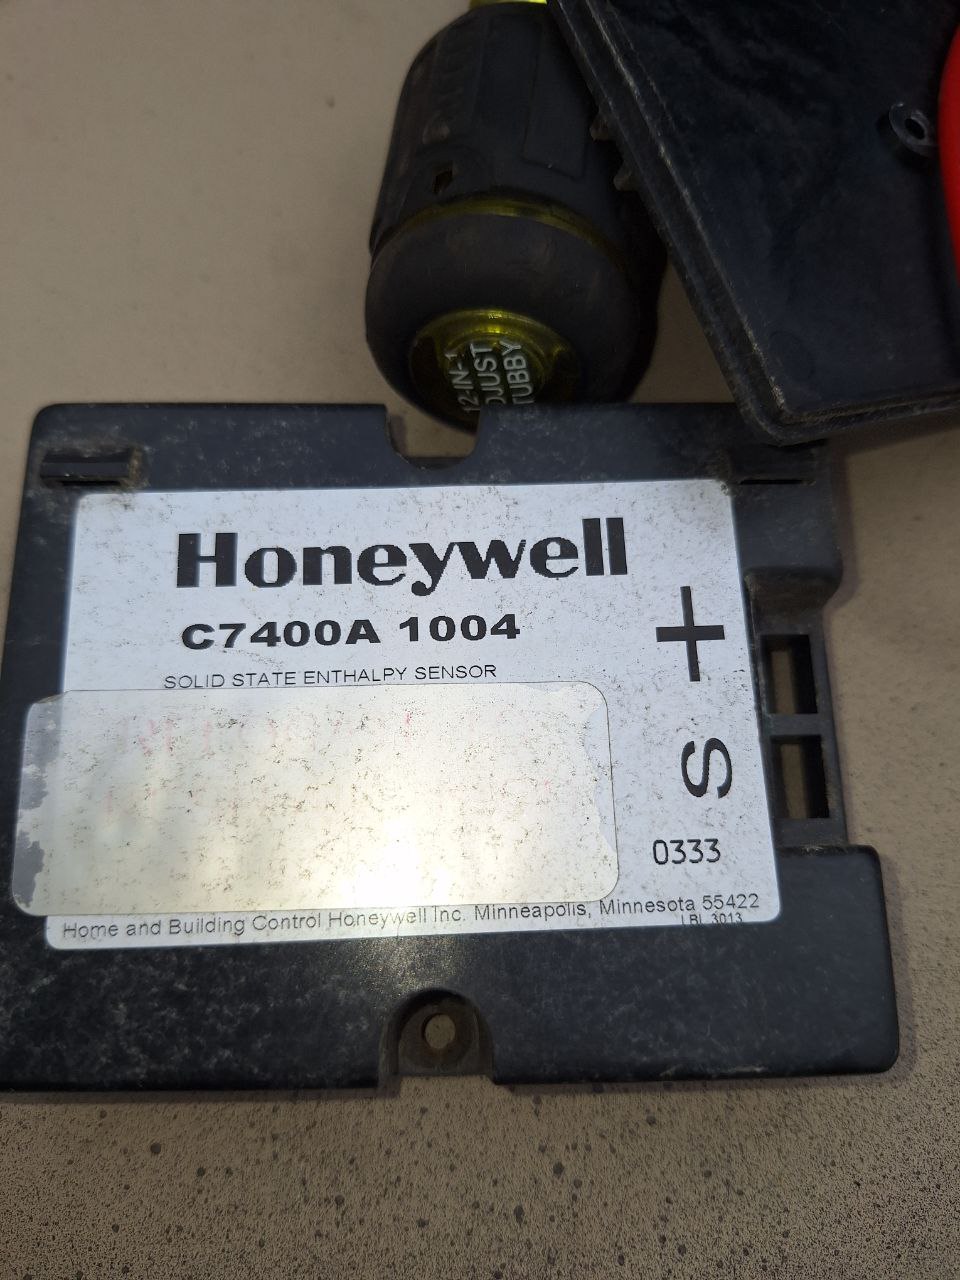 12-IN-1
ADJUST
STUBBY
Honeywell
C7400A 1004
SOLID STATE ENTHALPY SENSOR
+
S
0333
Home and Building Control Honeywell Inc. Minneapolis, Minnesota 55422
LBL 3013